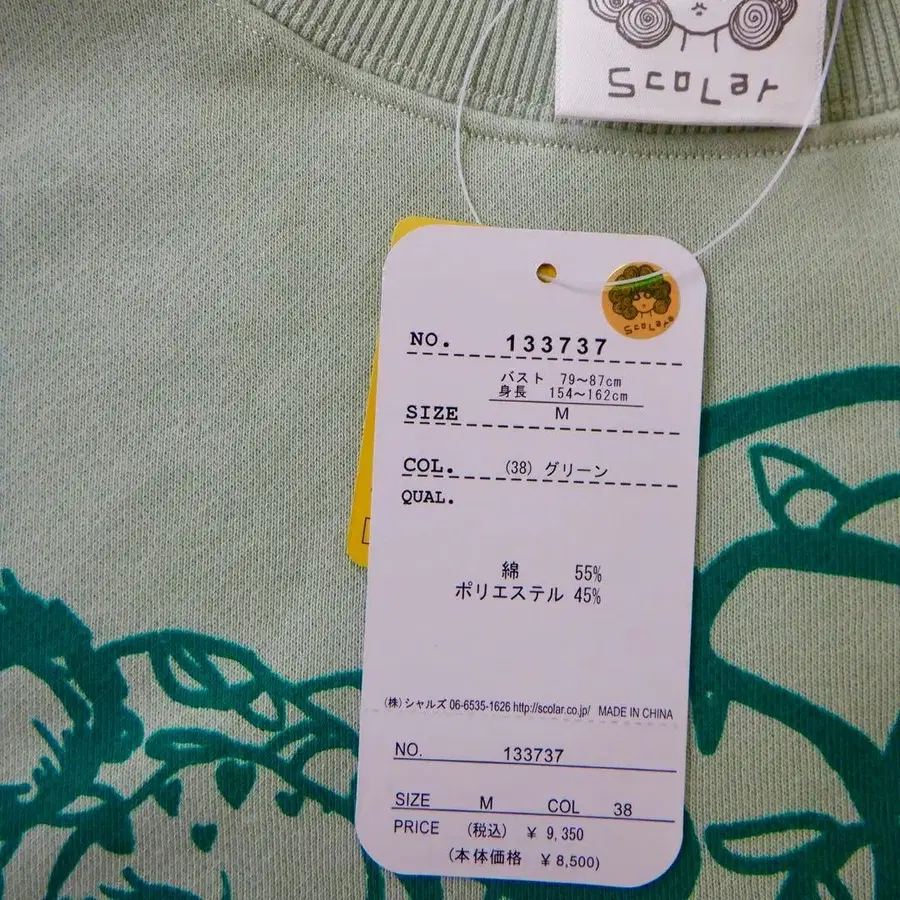 ScoLar
ScoLar
NO. 133737
バスト 79～87cm
身長 154～162cm
SIZE M
COL. (38) グリーン
QUAL.
綿 55%
ポリエステル 45%
(株)シャルズ 06-6535-1626 http://scolar.co.jp/ MADE IN CHINA
NO. 133737
SIZE M COL 38
PRICE (税込) ¥ 9,350
(本体価格 ¥ 8,500)